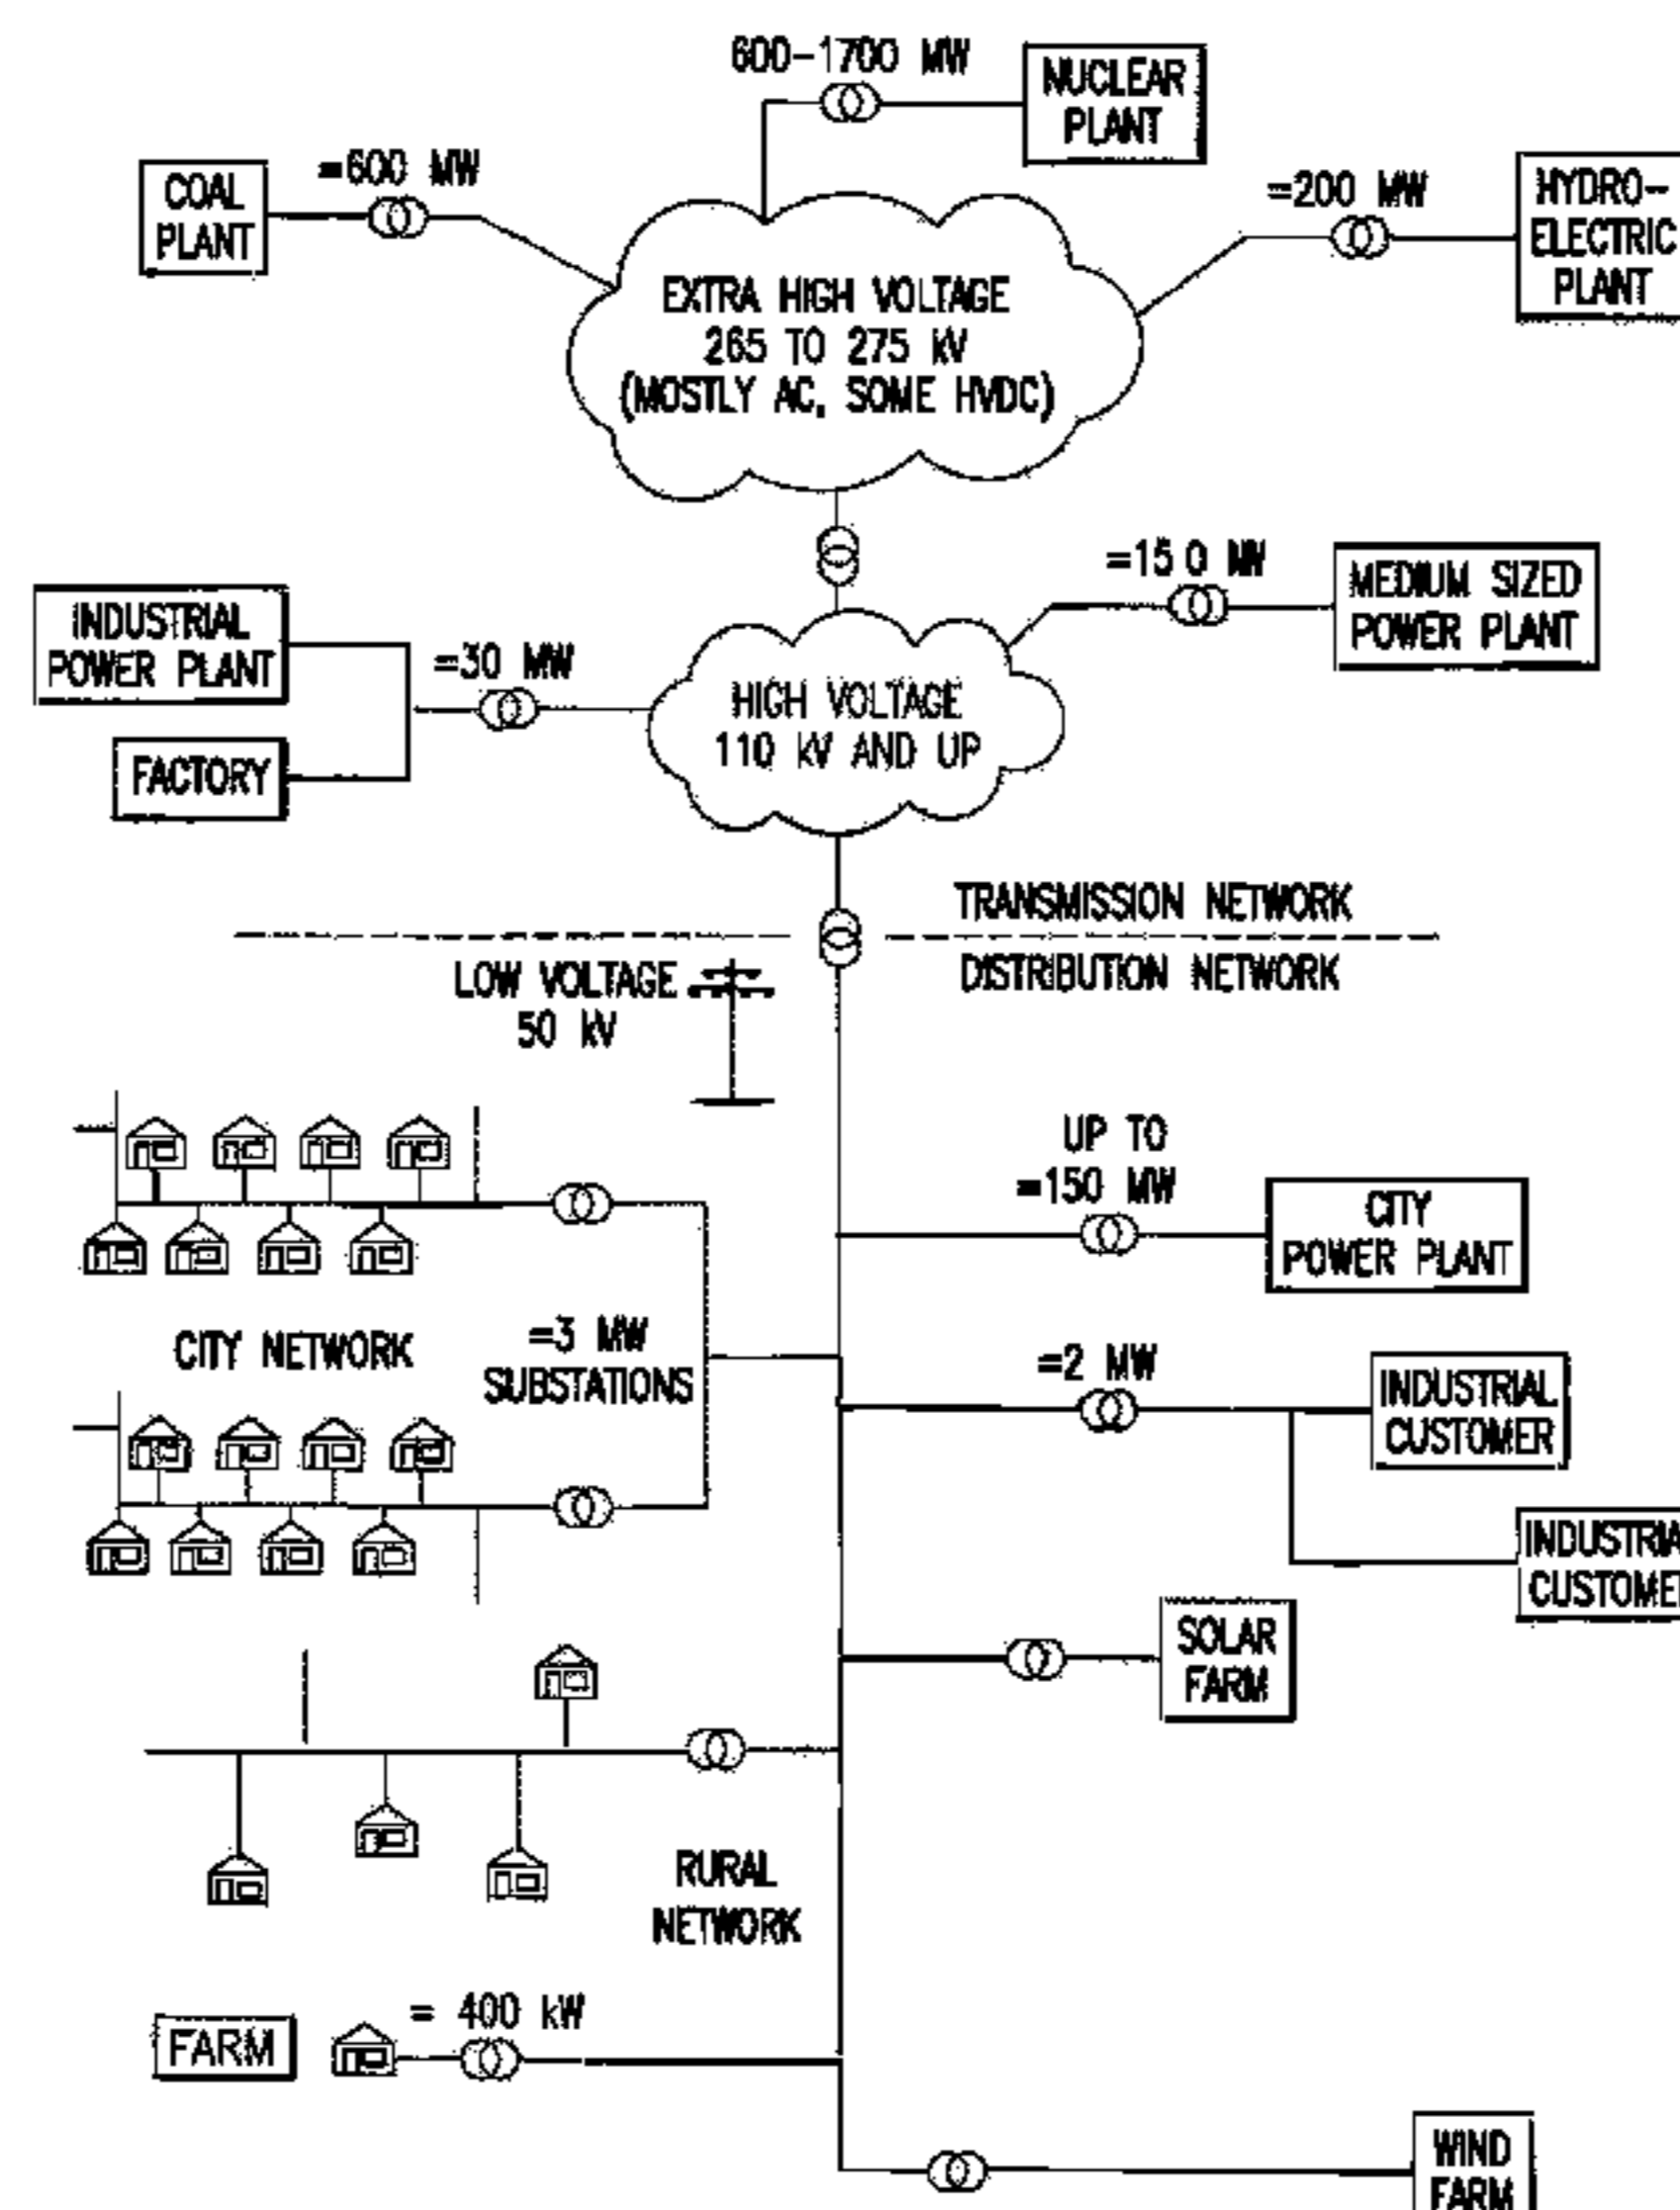 600-1700 MW
NUCLEAR
PLANT
COAL
PLANT
=600 MW
=200 MW
HYDRO-
ELECTRIC
PLANT
EXTRA HIGH VOLTAGE
265 TO 275 kV
(MOSTLY AC, SOME HVDC)
=15 0 MW
MEDIUM SIZED
POWER PLANT
INDUSTRIAL
POWER PLANT
=30 MW
FACTORY
HIGH VOLTAGE
110 kV AND UP
TRANSMISSION NETWORK
DISTRIBUTION NETWORK
LOW VOLTAGE
50 kV
UP TO
=150 MW
CITY
POWER PLANT
CITY NETWORK
=3 MW
SUBSTATIONS
=2 MW
INDUSTRIAL
CUSTOMER
INDUSTRIA
CUSTOME
SOLAR
FARM
RURAL
NETWORK
FARM
= 400 kW
WIND
FARM